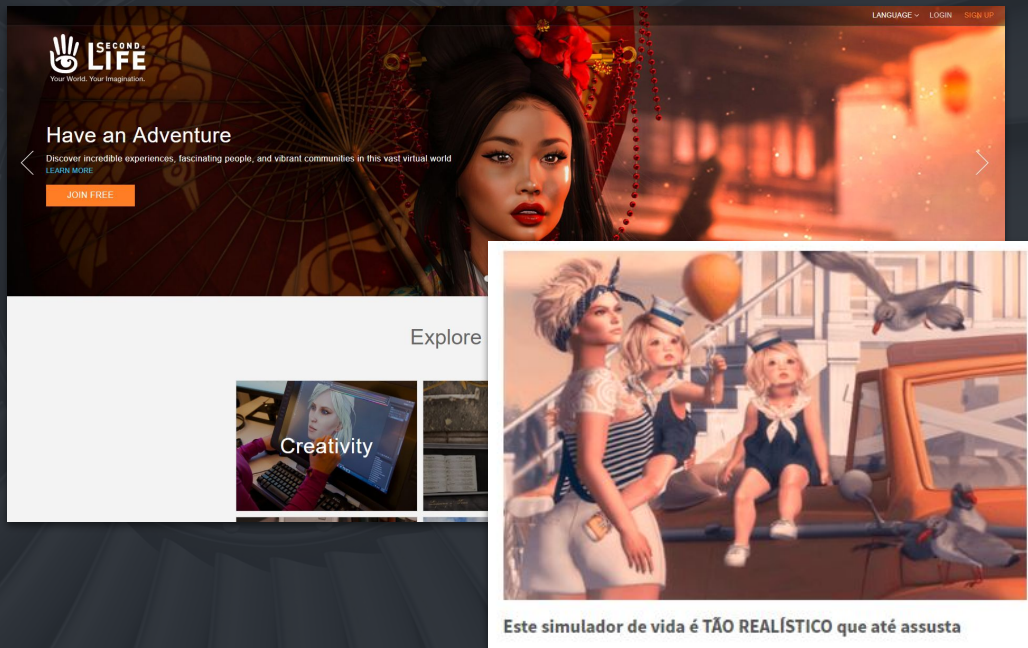 LANGUAGE LOGIN SIGN UP
SECOND
LIFE
Your World. Your Imagination.
Have an Adventure
Discover incredible experiences, fascinating people, and vibrant communities in this vast virtual world
LEARN MORE
JOIN FREE
Explore
Creativity
Este simulador de vida é TÃO REALÍSTICO que até assusta